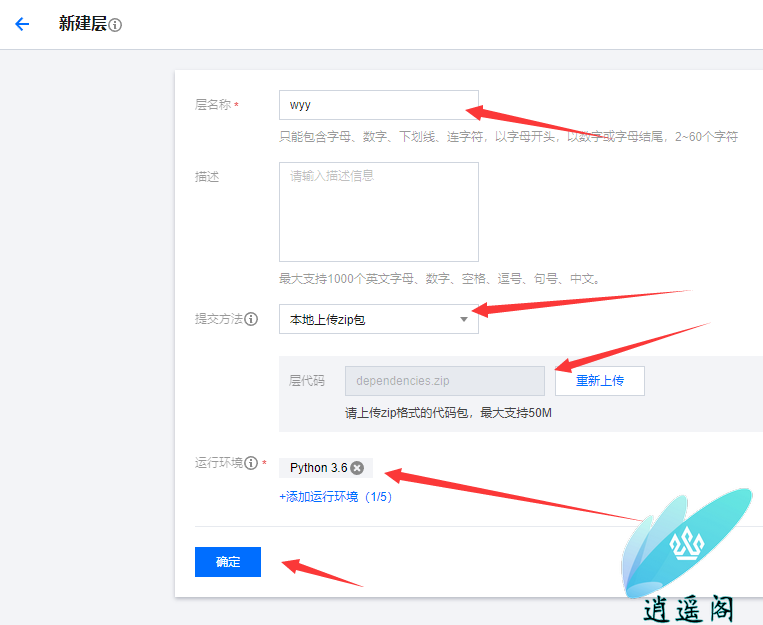 新建层
层名称 *
wyy
只能包含字母、数字、下划线、连字符，以字母开头，以数字或字母结尾，2~60个字符
描述
请输入描述信息
最大支持1000个英文字母、数字、空格、逗号、句号、中文。
提交方法
本地上传zip包
层代码
dependencies.zip
重新上传
请上传zip格式的代码包，最大支持50M
运行环境 *
Python 3.6
+添加运行环境（1/5）
确定
逍遥阁